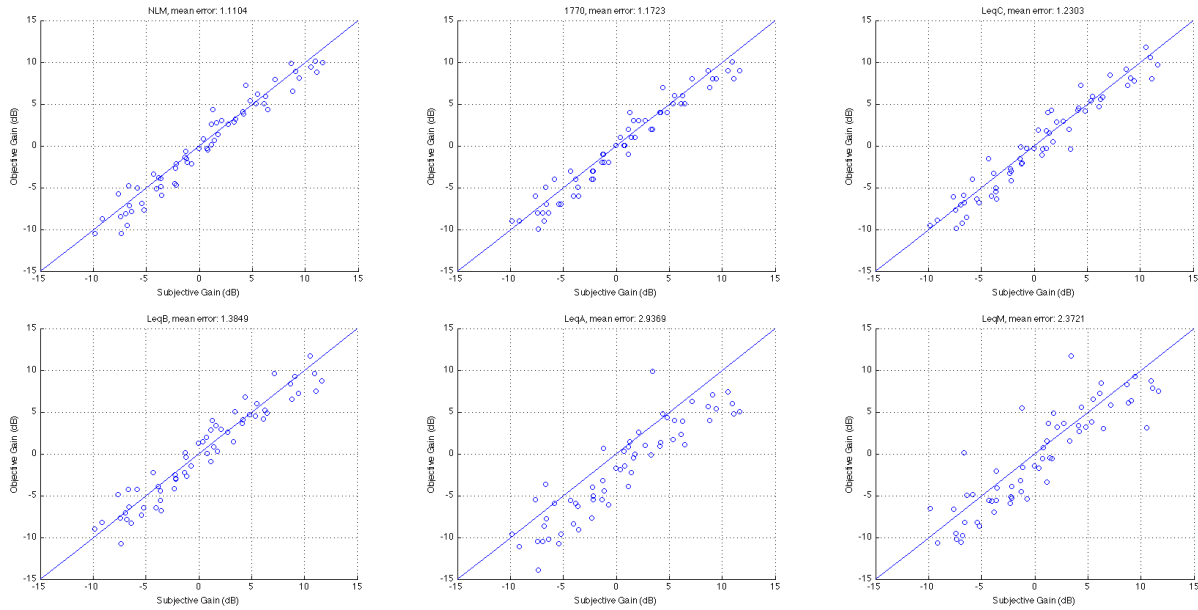 NLM, mean error: 1.1104
15
10
5
0
-5
-10
-15
Objective Gain (dB)
-15 -10 -5 0 5 10 15
Subjective Gain (dB)
1770, mean error: 1.1723
15
10
5
0
-5
-10
-15
Objective Gain (dB)
-15 -10 -5 0 5 10 15
Subjective Gain (dB)
LeqC, mean error: 1.2303
15
10
5
0
-5
-10
-15
Objective Gain (dB)
-15 -10 -5 0 5 10 15
Subjective Gain (dB)
LeqB, mean error: 1.3849
15
10
5
0
-5
-10
-15
Objective Gain (dB)
-15 -10 -5 0 5 10 15
Subjective Gain (dB)
LeqA, mean error: 2.9369
15
10
5
0
-5
-10
-15
Objective Gain (dB)
-15 -10 -5 0 5 10 15
Subjective Gain (dB)
LeqM, mean error: 2.3721
15
10
5
0
-5
-10
-15
Objective Gain (dB)
-15 -10 -5 0 5 10 15
Subjective Gain (dB)